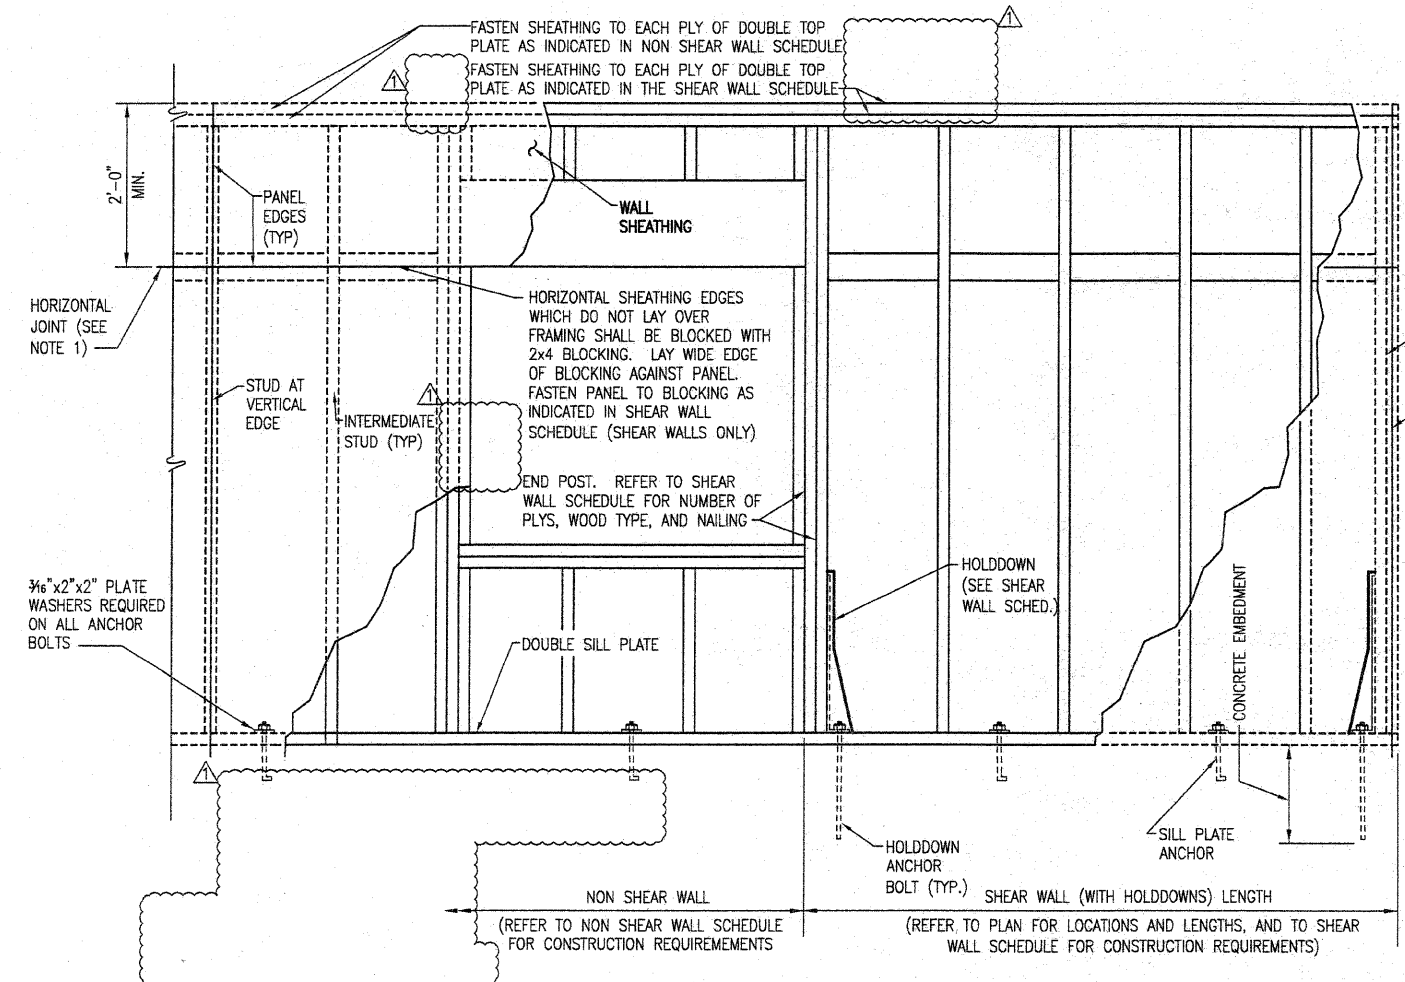 FASTEN SHEATHING TO EACH PLY OF DOUBLE TOP
PLATE AS INDICATED IN NON SHEAR WALL SCHEDULE
FASTEN SHEATHING TO EACH PLY OF DOUBLE TOP
PLATE AS INDICATED IN THE SHEAR WALL SCHEDULE
1
1
2'-0"
MIN.
PANEL
EDGES
(TYP)
WALL
SHEATHING
HORIZONTAL
JOINT (SEE
NOTE 1)
HORIZONTAL SHEATHING EDGES
WHICH DO NOT LAY OVER
FRAMING SHALL BE BLOCKED WITH
2x4 BLOCKING. LAY WIDE EDGE
OF BLOCKING AGAINST PANEL.
FASTEN PANEL TO BLOCKING AS
INDICATED IN SHEAR WALL
SCHEDULE (SHEAR WALLS ONLY)
STUD AT
VERTICAL
EDGE
1
INTERMEDIATE
STUD (TYP)
END POST. REFER TO SHEAR
WALL SCHEDULE FOR NUMBER OF
PLYS, WOOD TYPE, AND NAILING
3/16"x2"x2" PLATE
WASHERS REQUIRED
ON ALL ANCHOR
BOLTS
HOLDDOWN
(SEE SHEAR
WALL SCHED.)
CONCRETE EMBEDMENT
DOUBLE SILL PLATE
1
HOLDDOWN
ANCHOR
BOLT (TYP.)
SILL PLATE
ANCHOR
NON SHEAR WALL
(REFER TO NON SHEAR WALL SCHEDULE
FOR CONSTRUCTION REQUIREMEMENTS
SHEAR WALL (WITH HOLDDOWNS) LENGTH
(REFER TO PLAN FOR LOCATIONS AND LENGTHS, AND TO SHEAR
WALL SCHEDULE FOR CONSTRUCTION REQUIREMENTS)